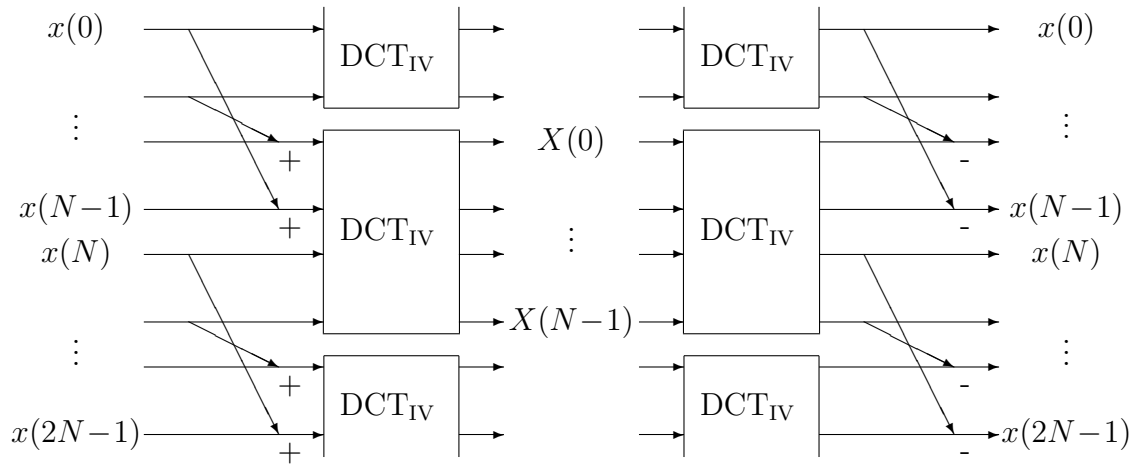 x(0) DCT_IV DCT_IV x(0)
⋮ ⋮
+ X(0) -
x(N−1) x(N−1)
+ DCT_IV DCT_IV -
x(N) ⋮ x(N)
X(N−1)
⋮ ⋮
+ -
DCT_IV DCT_IV
x(2N−1) x(2N−1)
+ -